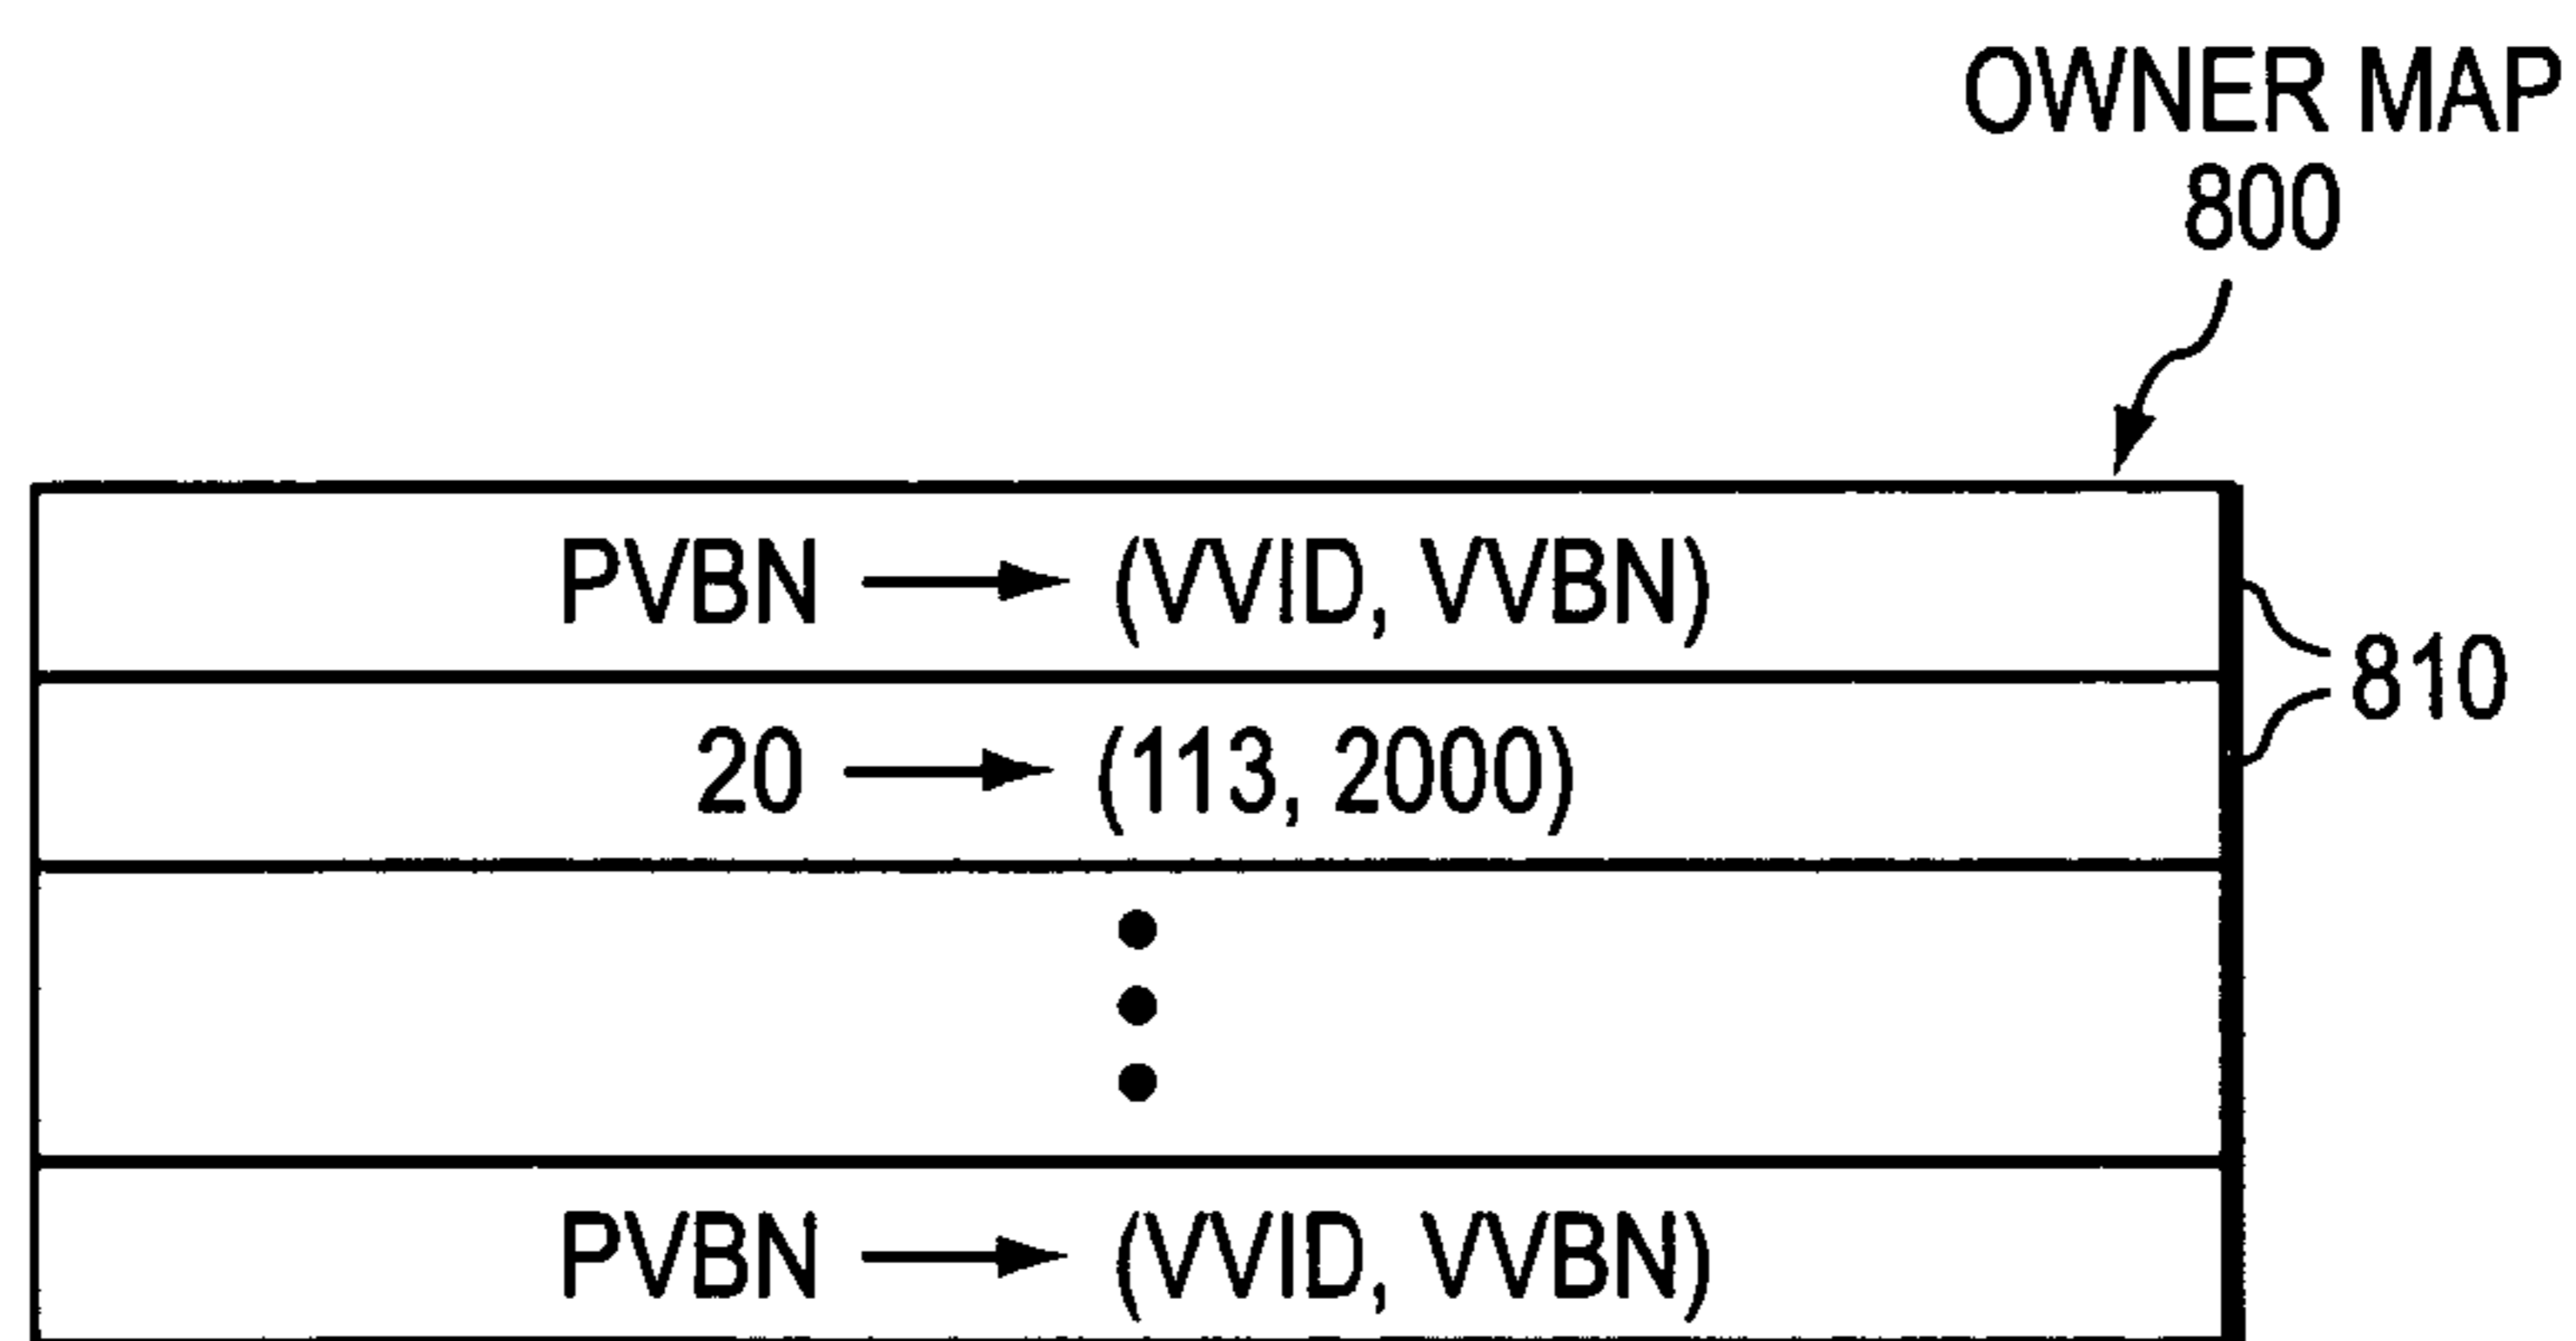 OWNER MAP
800
PVBN → (VVID, VVBN)
20 → (113, 2000)
810
PVBN → (VVID, VVBN)